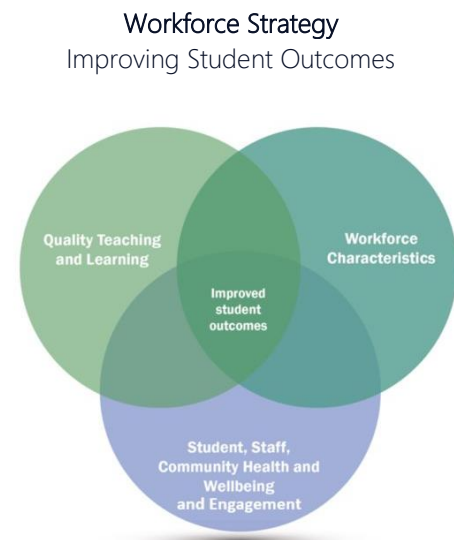 Workforce Strategy
Improving Student Outcomes
Quality Teaching
and Learning
Workforce
Characteristics
Improved
student
outcomes
Student, Staff,
Community Health and
Wellbeing
and Engagement